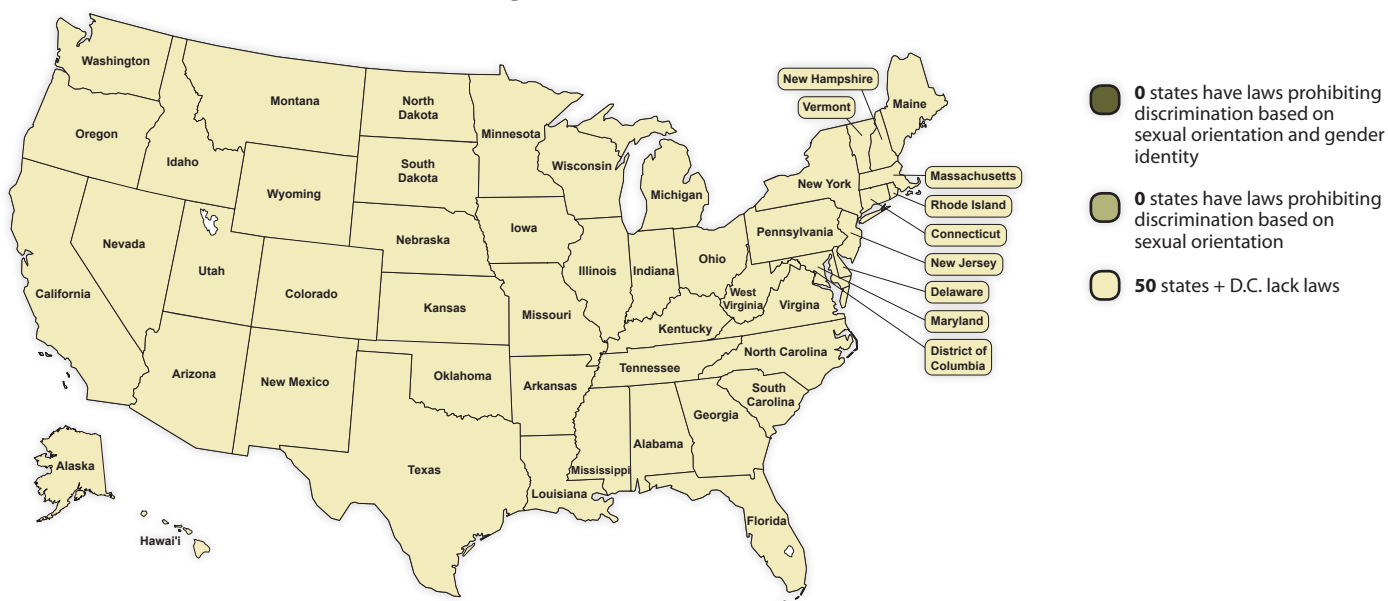 Washington
Montana
North
Dakota
Minnesota
New Hampshire
Vermont
Maine
Oregon
Idaho
Wyoming
South
Dakota
Wisconsin
Michigan
New York
Massachusetts
Rhode Island
Connecticut
New Jersey
Delaware
Maryland
District of
Columbia
Nevada
Utah
Colorado
Nebraska
Iowa
Illinois
Indiana
Ohio
Pennsylvania
California
Kansas
Missouri
West
Virginia
Virgina
Kentucky
Arizona
New Mexico
Oklahoma
Arkansas
Tennessee
North Carolina
South
Carolina
Georgia
Alabama
Mississippi
Texas
Louisiana
Florida
Alaska
Hawai'i
0 states have laws prohibiting
discrimination based on
sexual orientation and gender
identity
0 states have laws prohibiting
discrimination based on
sexual orientation
50 states + D.C. lack laws